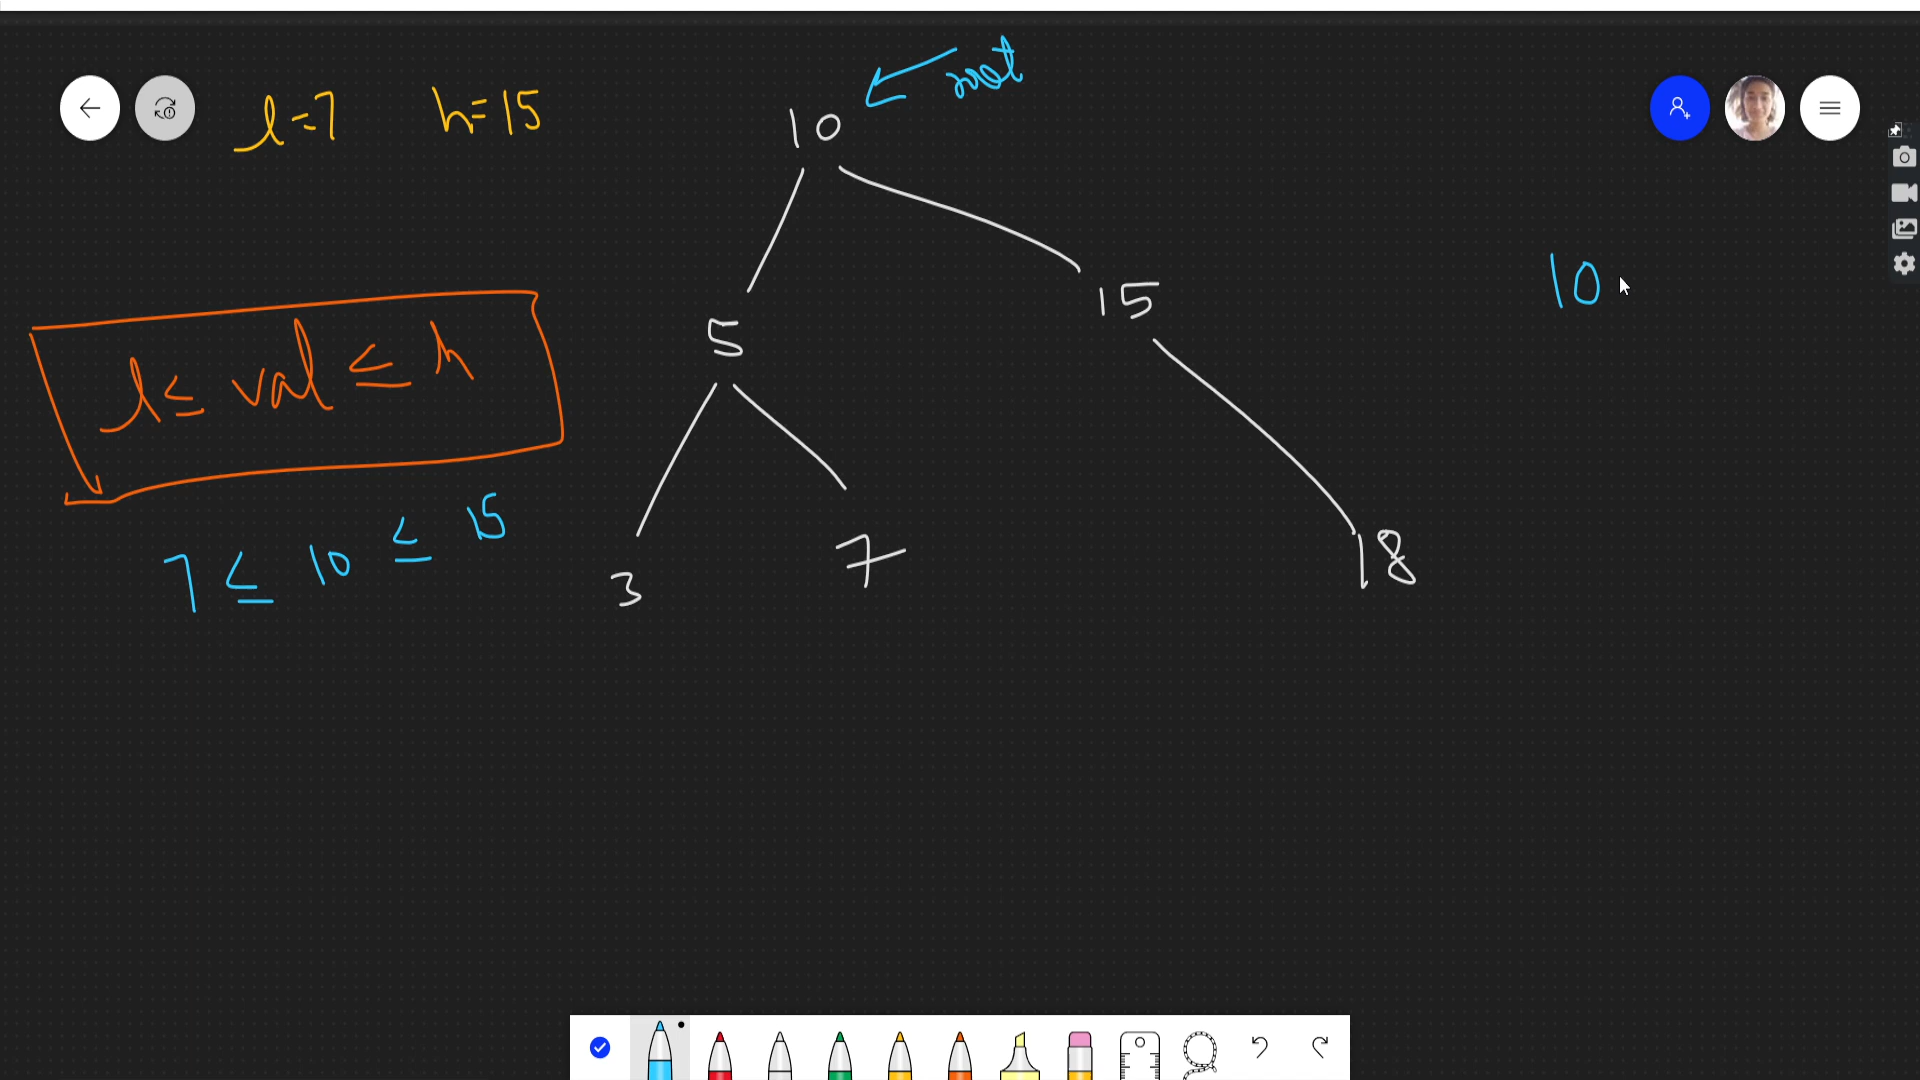 l=7 h=15
root
10
5 15
3 7 18
l≤ val ≤ h
7 ≤ 10 ≤ 15
10